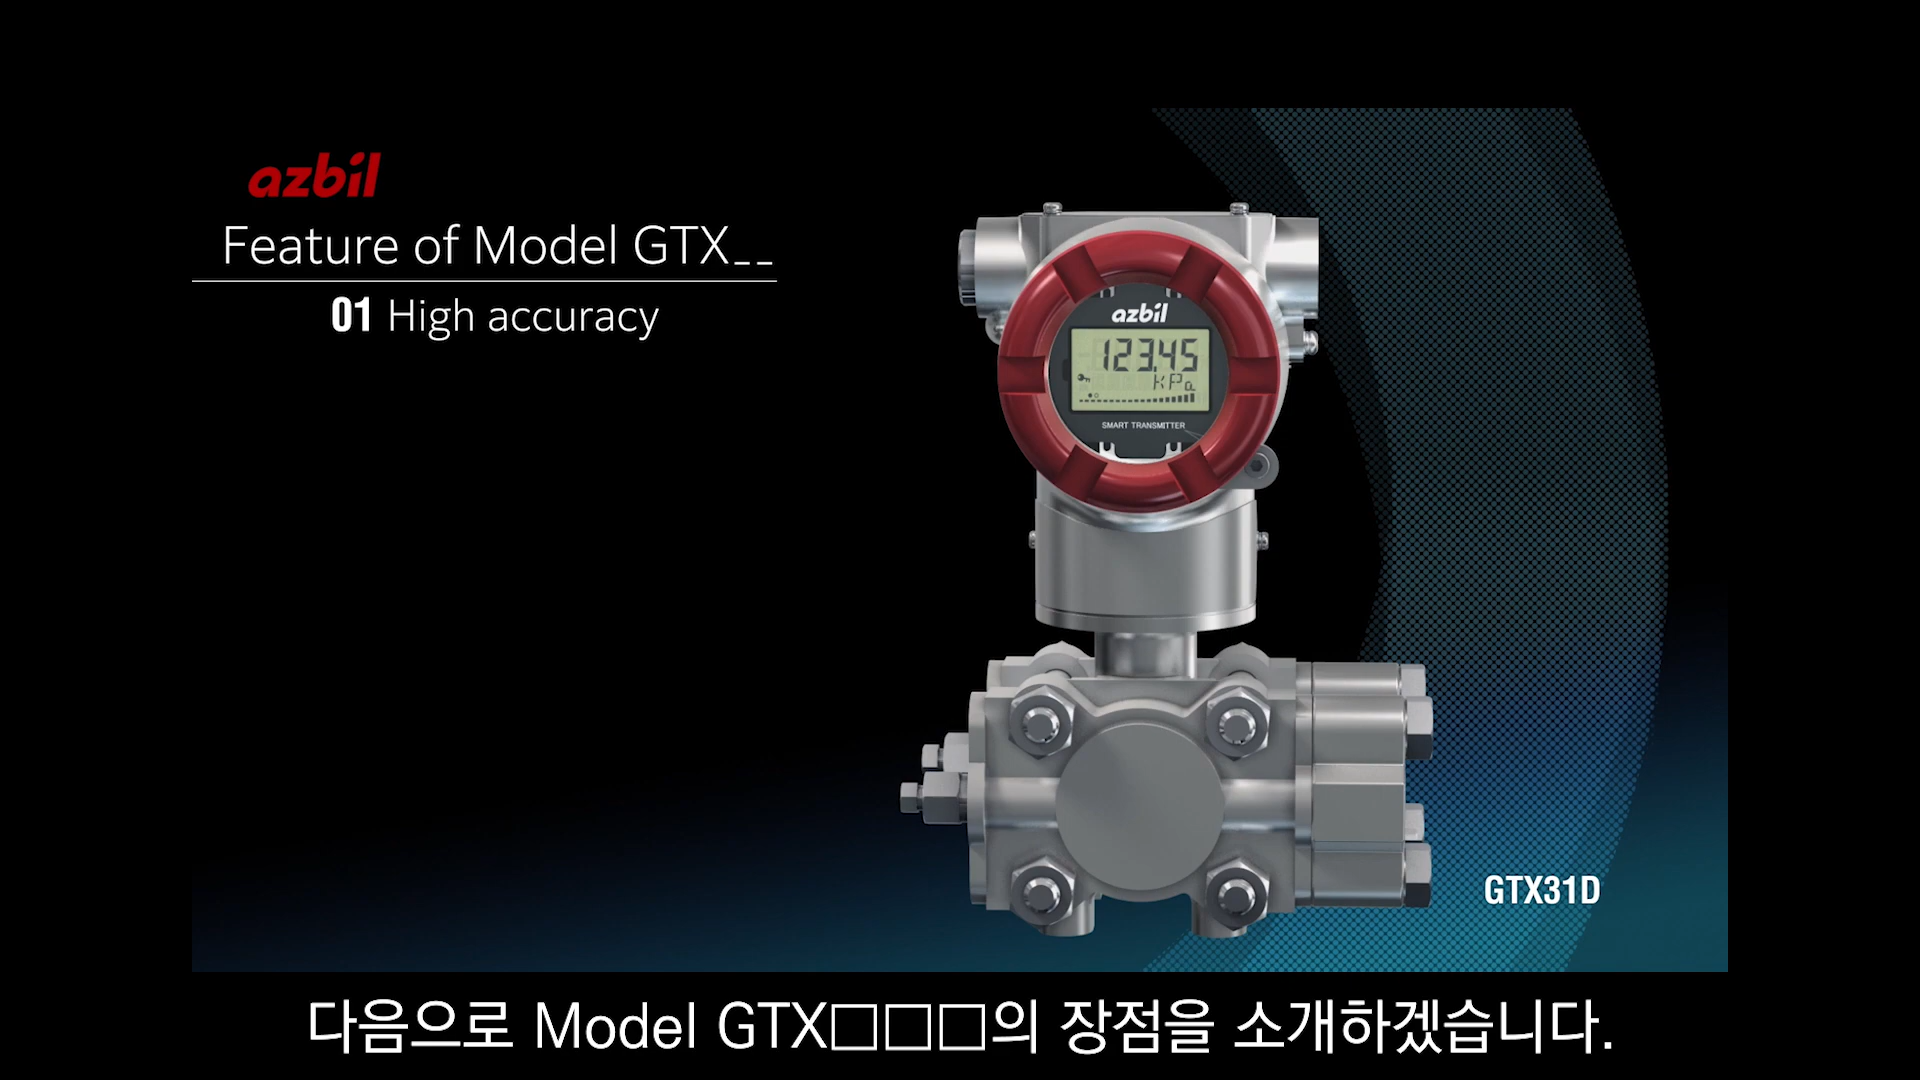 azbil
Feature of Model GTX__
01 High accuracy
azbil
123.45
kPa
SMART TRANSMITTER
GTX31D
다음으로 Model GTX□□□의 장점을 소개하겠습니다.